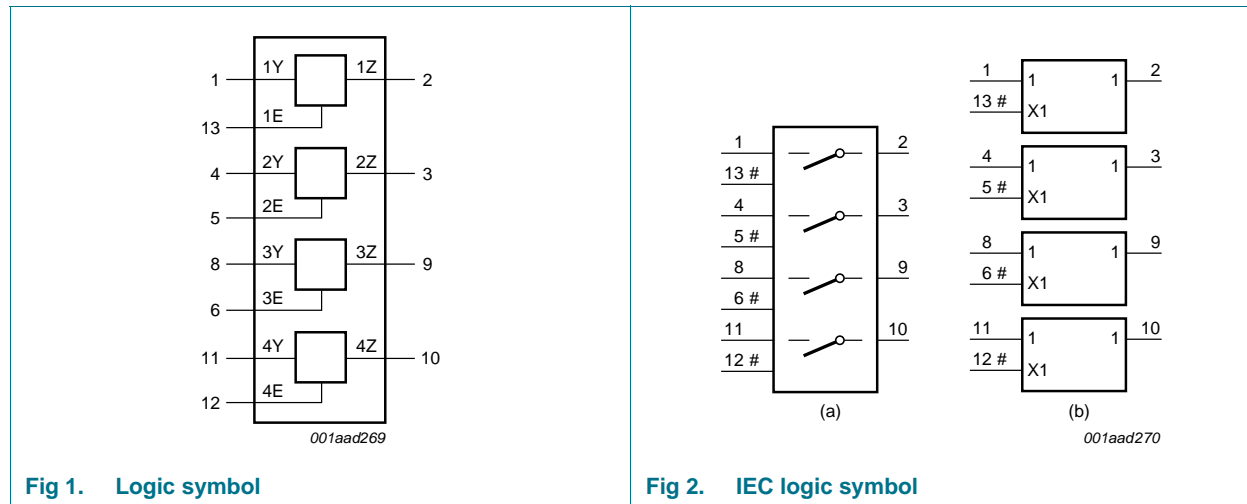 1 1Y 1Z 2
13 1E
4 2Y 2Z 3
5 2E
8 3Y 3Z 9
6 3E
11 4Y 4Z 10
12 4E
001aad269
Fig 1. Logic symbol
1 2
13 #
4 3
5 #
8 9
6 #
11 10
12 #
(a)
1 1 1 2
13 # X1
4 1 1 3
5 # X1
8 1 1 9
6 # X1
11 1 1 10
12 # X1
(b)
001aad270
Fig 2. IEC logic symbol